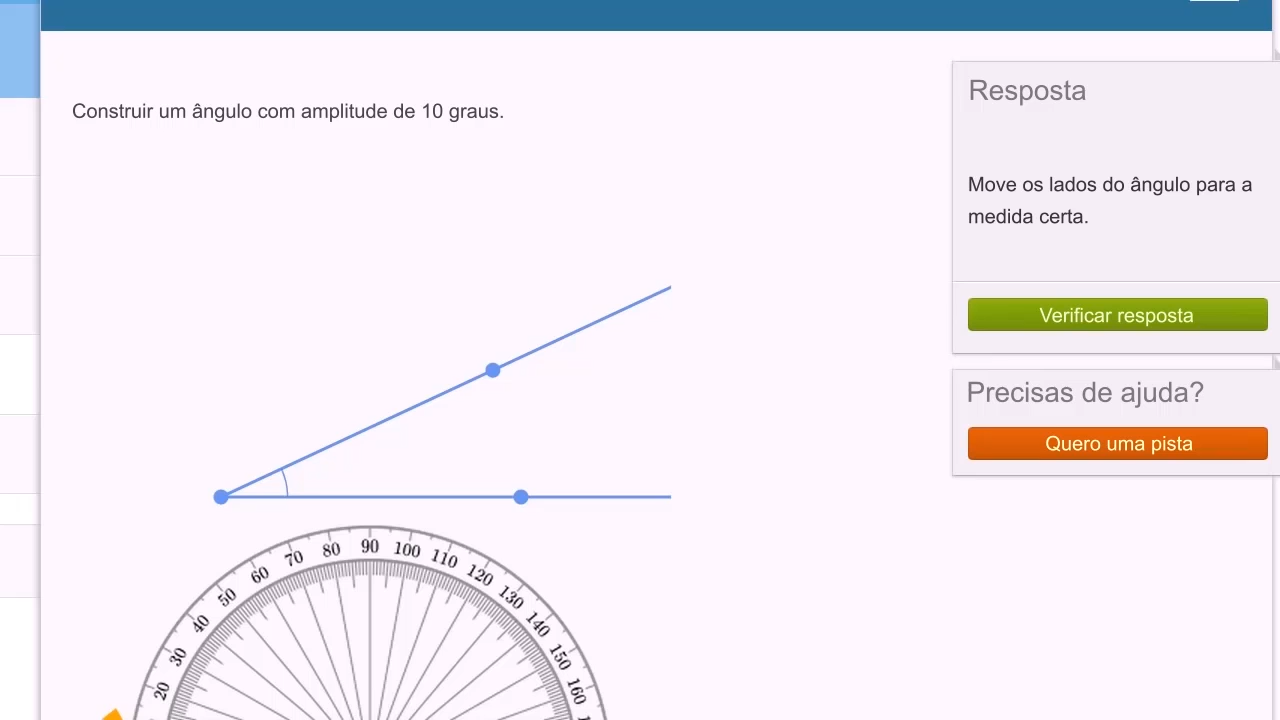 Construir um ângulo com amplitude de 10 graus.
Resposta
Move os lados do ângulo para a
medida certa.
Verificar resposta
Precisas de ajuda?
Quero uma pista
20 30 40 50 60 70 80 90 100 110 120 130 140 150 160